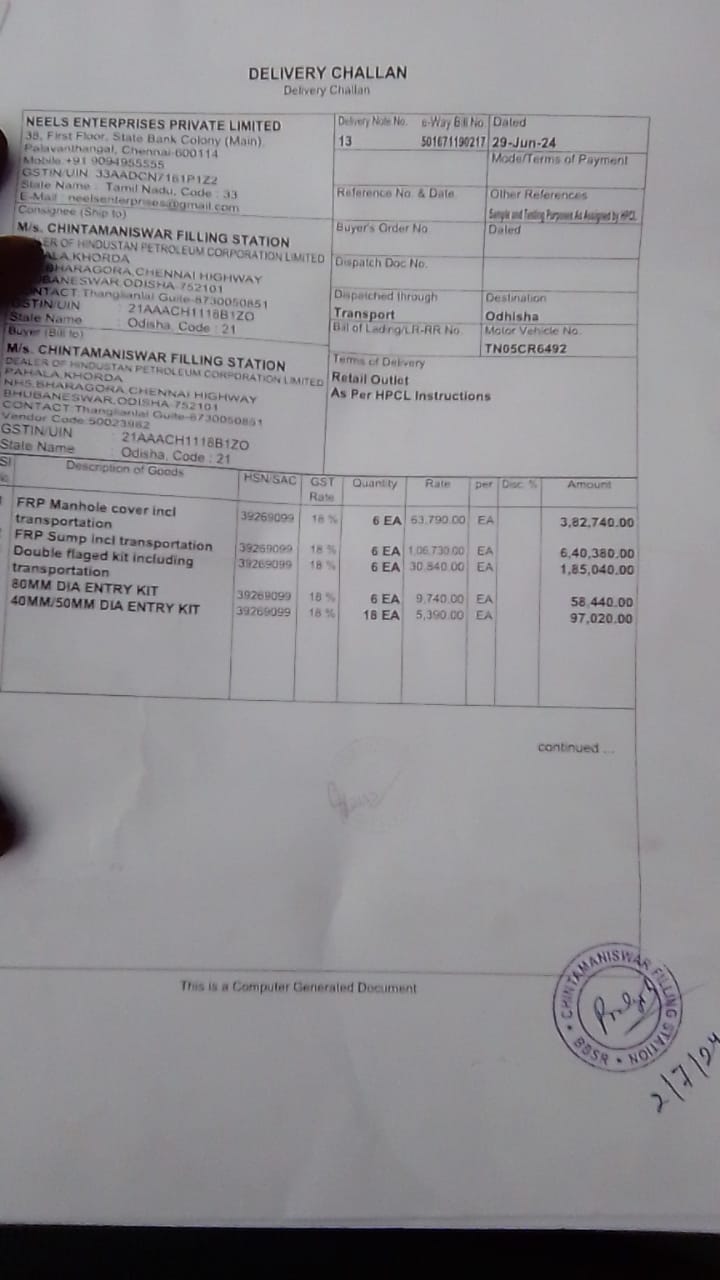 DELIVERY CHALLAN
Delivery Challan
NEELS ENTERPRISES PRIVATE LIMITED
38, First Floor, State Bank Colony (Main),
Palavanthangal, Chennai-600114
Mobile +91 9094955555
GSTIN/UIN: 33AADCN7161P1Z2
State Name : Tamil Nadu, Code : 33
E-Mail : neelsenterprises@gmail.com
Delivery Note No. e-Way Bill No. Dated
13 501671190217 29-Jun-24
Mode/Terms of Payment
Reference No. & Date. Other References
Sample and Testing Purposes As Assigned by HPCL
Consignee (Ship to)
M/s. CHINTAMANISWAR FILLING STATION
OF HINDUSTAN PETROLEUM CORPORATION LIMITED
KHORDA
BHARAGORA,CHENNAI HIGHWAY
ODISHA-752101
Thanglianlal Guite-8730050851
GSTIN/UIN : 21AAACH1118B1ZO
State Name : Odisha, Code : 21
Buyer's Order No. Dated
Dispatch Doc No.
Dispatched through Destination
Transport Odhisha
Bill of Lading/LR-RR No. Motor Vehicle No.
TN05CR6492
Buyer (Bill to)
M/s. CHINTAMANISWAR FILLING STATION
DEALER OF HINDUSTAN PETROLEUM CORPORATION LIMITED
PAHALA,KHORDA
NH5,BHARAGORA,CHENNAI HIGHWAY
BHUBANESWAR,ODISHA-752101
CONTACT:Thanglianlal Guite-8730050851
Vendor Code:50023962
GSTIN/UIN : 21AAACH1118B1ZO
State Name : Odisha, Code : 21
Terms of Delivery
Retail Outlet
As Per HPCL Instructions
Sl No. Description of Goods HSN/SAC GST Rate Quantity Rate per Disc. % Amount
FRP Manhole cover incl transportation 39269099 18 % 6 EA 63,790.00 EA 3,82,740.00
FRP Sump incl transportation 39269099 18 % 6 EA 1,06,730.00 EA 6,40,380.00
Double flaged kit including transportation 39269099 18 % 6 EA 30,840.00 EA 1,85,040.00
80MM DIA ENTRY KIT 39269099 18 % 6 EA 9,740.00 EA 58,440.00
40MM/50MM DIA ENTRY KIT 39269099 18 % 18 EA 5,390.00 EA 97,020.00
continued ...
This is a Computer Generated Document
CHINTAMANISWAR FILLING STATION
BBSR
2/7/24